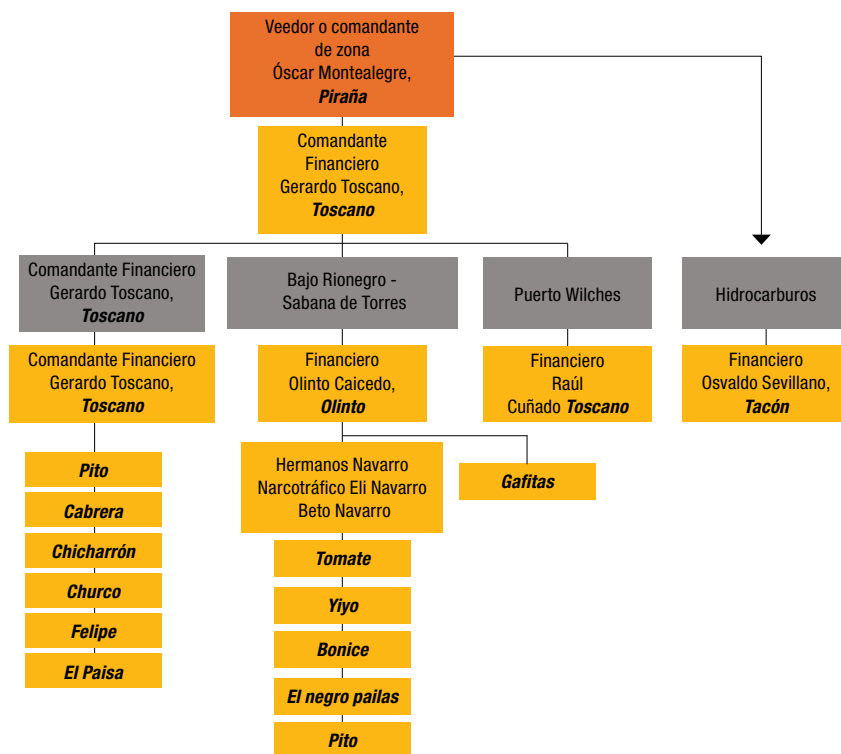 Veedor o comandante
de zona
Óscar Montealegre,
Piraña
Comandante
Financiero
Gerardo Toscano,
Toscano
Comandante Financiero
Gerardo Toscano,
Toscano
Bajo Rionegro -
Sabana de Torres
Puerto Wilches
Hidrocarburos
Comandante Financiero
Gerardo Toscano,
Toscano
Financiero
Olinto Caicedo,
Olinto
Financiero
Raúl
Cuñado Toscano
Financiero
Osvaldo Sevillano,
Tacón
Pito
Cabrera
Chicharrón
Churco
Felipe
El Paisa
Hermanos Navarro
Narcotráfico Eli Navarro
Beto Navarro
Gafitas
Tomate
Yiyo
Bonice
El negro pailas
Pito